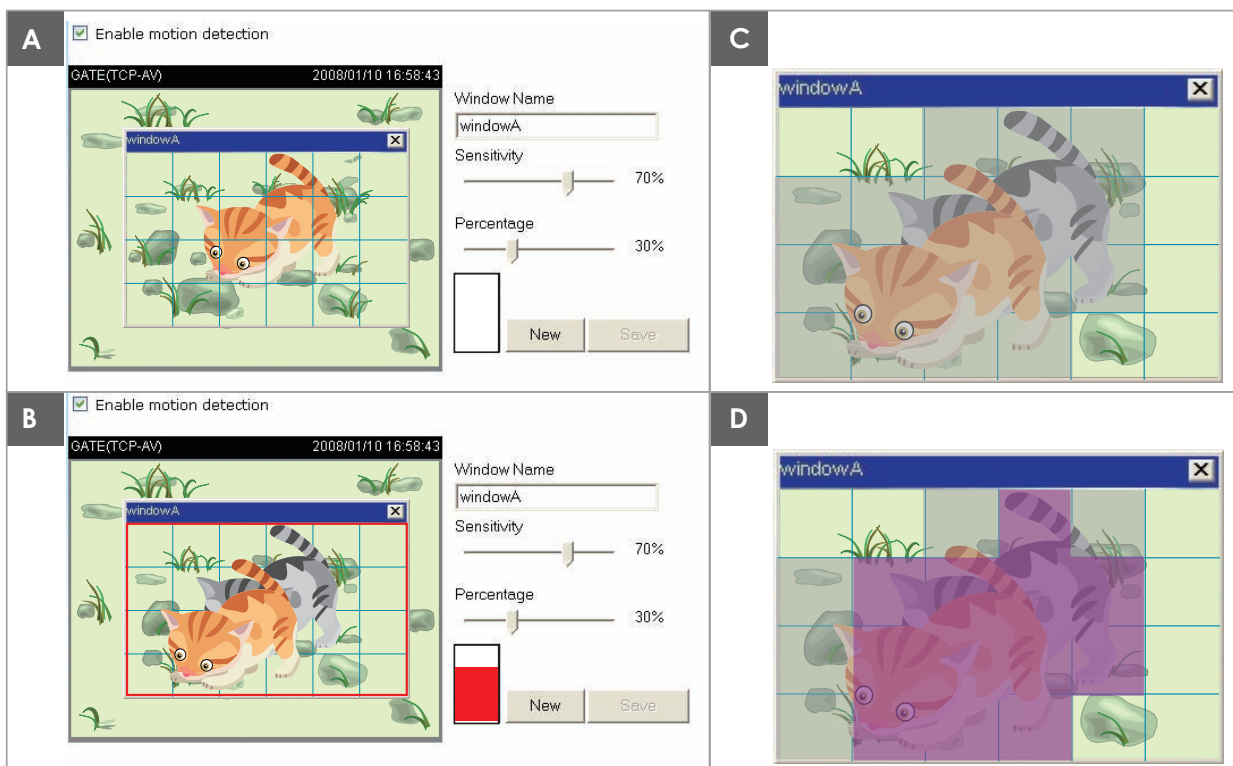 A
Enable motion detection
GATE(TCP-AV) 2008/01/10 16:58:43
windowA
Window Name
windowA
Sensitivity
70%
Percentage
30%
New Save
B
Enable motion detection
GATE(TCP-AV) 2008/01/10 16:58:43
windowA
Window Name
windowA
Sensitivity
70%
Percentage
30%
New Save
C
windowA
D
windowA